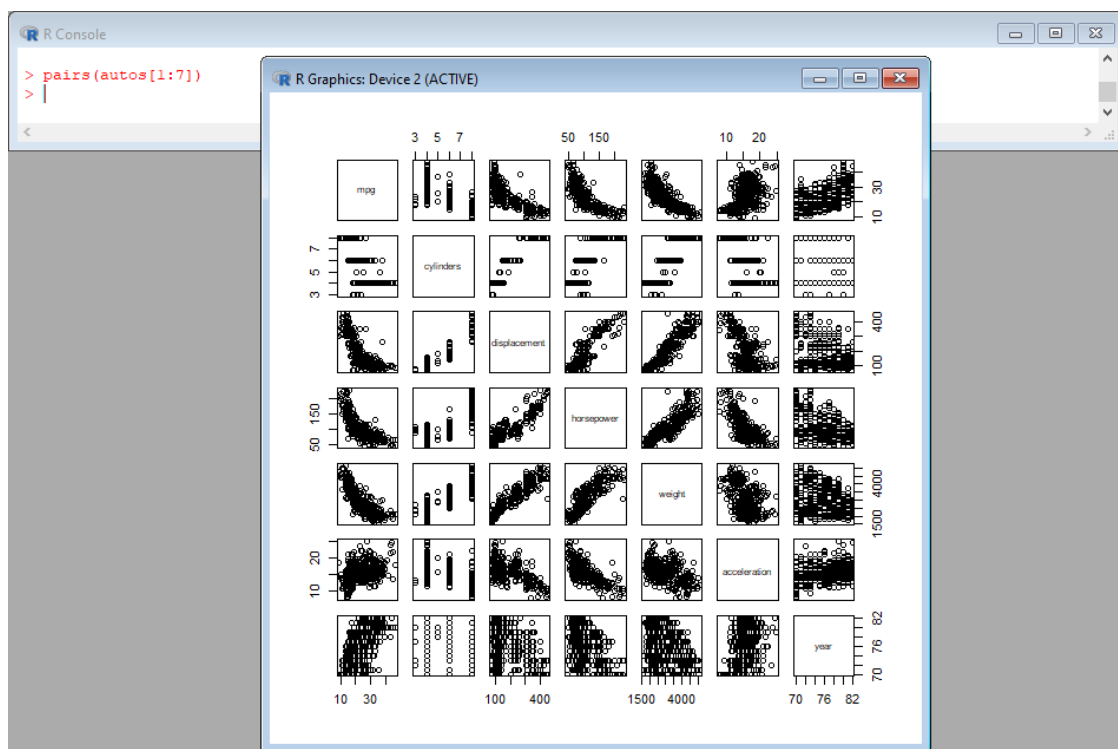 R Console
> pairs(autos[1:7])
>
R Graphics: Device 2 (ACTIVE)
3 5 7
50 150
10 20
mpg
10 30
3 5 7
cylinders
displacement
100 400
50 150
horsepower
weight
1500 4000
10 20
acceleration
year
70 76 82
10 30
100 400
1500 4000
70 76 82